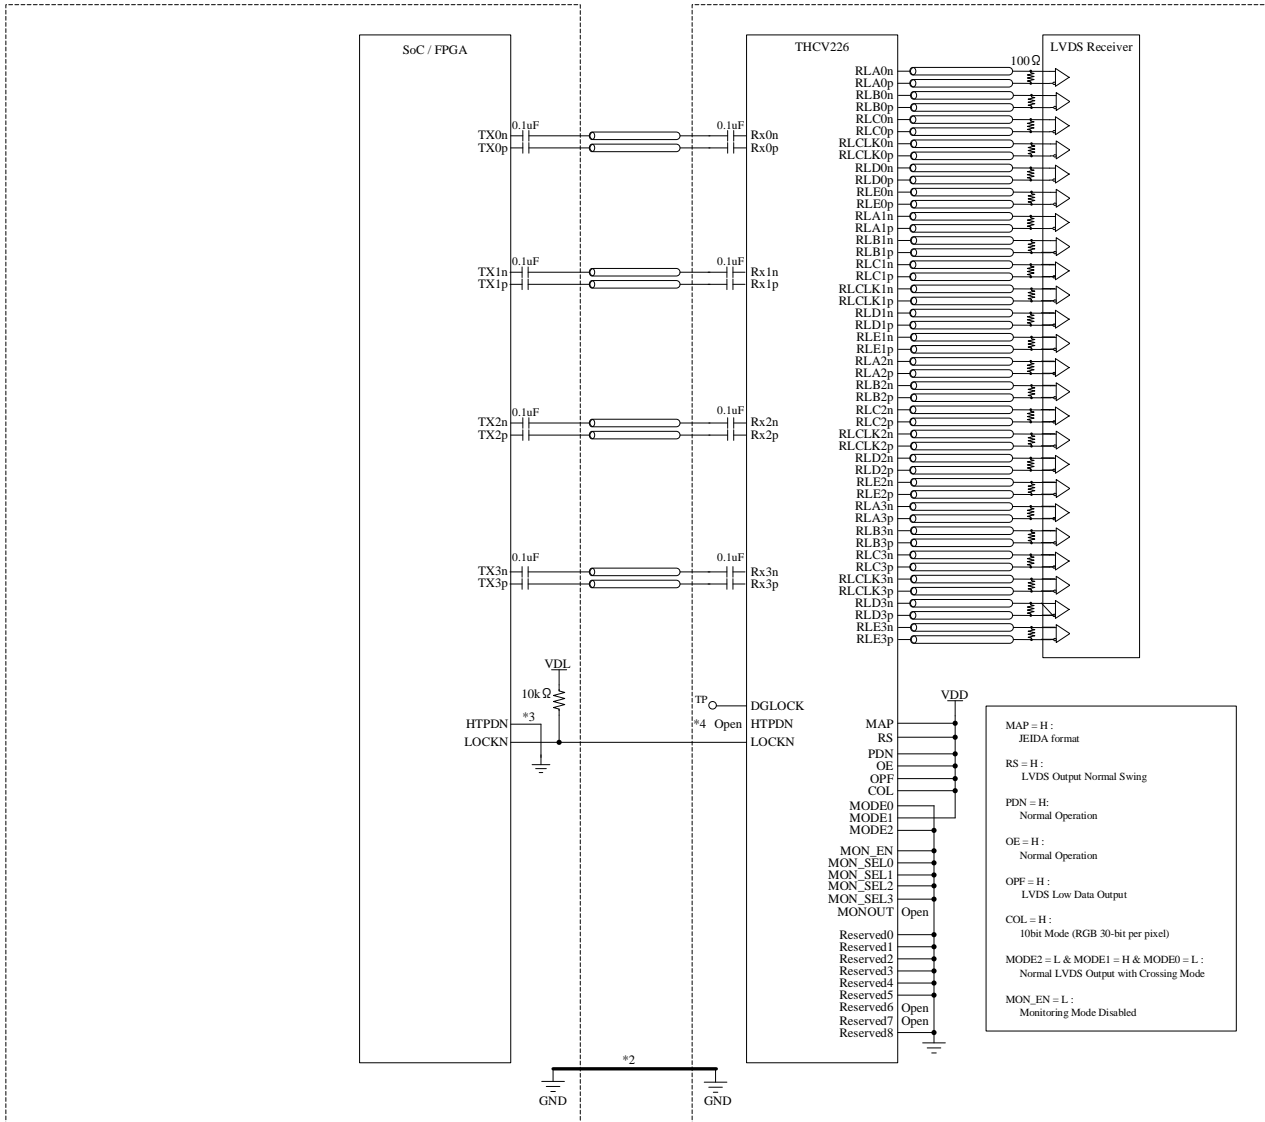 SoC / FPGA
THCV226
LVDS Receiver
100Ω
TX0n
TX0p
0.1uF
0.1uF
Rx0n
Rx0p
TX1n
TX1p
0.1uF
0.1uF
Rx1n
Rx1p
TX2n
TX2p
0.1uF
0.1uF
Rx2n
Rx2p
TX3n
TX3p
0.1uF
0.1uF
Rx3n
Rx3p
RLA0n
RLA0p
RLB0n
RLB0p
RLC0n
RLC0p
RLCLK0n
RLCLK0p
RLD0n
RLD0p
RLE0n
RLE0p
RLA1n
RLA1p
RLB1n
RLB1p
RLC1n
RLC1p
RLCLK1n
RLCLK1p
RLD1n
RLD1p
RLE1n
RLE1p
RLA2n
RLA2p
RLB2n
RLB2p
RLC2n
RLC2p
RLCLK2n
RLCLK2p
RLD2n
RLD2p
RLE2n
RLE2p
RLA3n
RLA3p
RLB3n
RLB3p
RLC3n
RLC3p
RLCLK3n
RLCLK3p
RLD3n
RLD3p
RLE3n
RLE3p
VDL
10kΩ
*3
HTPDN
LOCKN
TP
DGLOCK
*4 Open HTPDN
LOCKN
VDD
MAP
RS
PDN
OE
OPF
COL
MODE0
MODE1
MODE2
MON_EN
MON_SEL0
MON_SEL1
MON_SEL2
MON_SEL3
MONOUT Open
Reserved0
Reserved1
Reserved2
Reserved3
Reserved4
Reserved5
Reserved6 Open
Reserved7 Open
Reserved8
MAP = H :
JEIDA format
RS = H :
LVDS Output Normal Swing
PDN = H:
Normal Operation
OE = H :
Normal Operation
OPF = H :
LVDS Low Data Output
COL = H :
10bit Mode (RGB 30-bit per pixel)
MODE2 = L & MODE1 = H & MODE0 = L :
Normal LVDS Output with Crossing Mode
MON_EN = L :
Monitoring Mode Disabled
*2
GND
GND